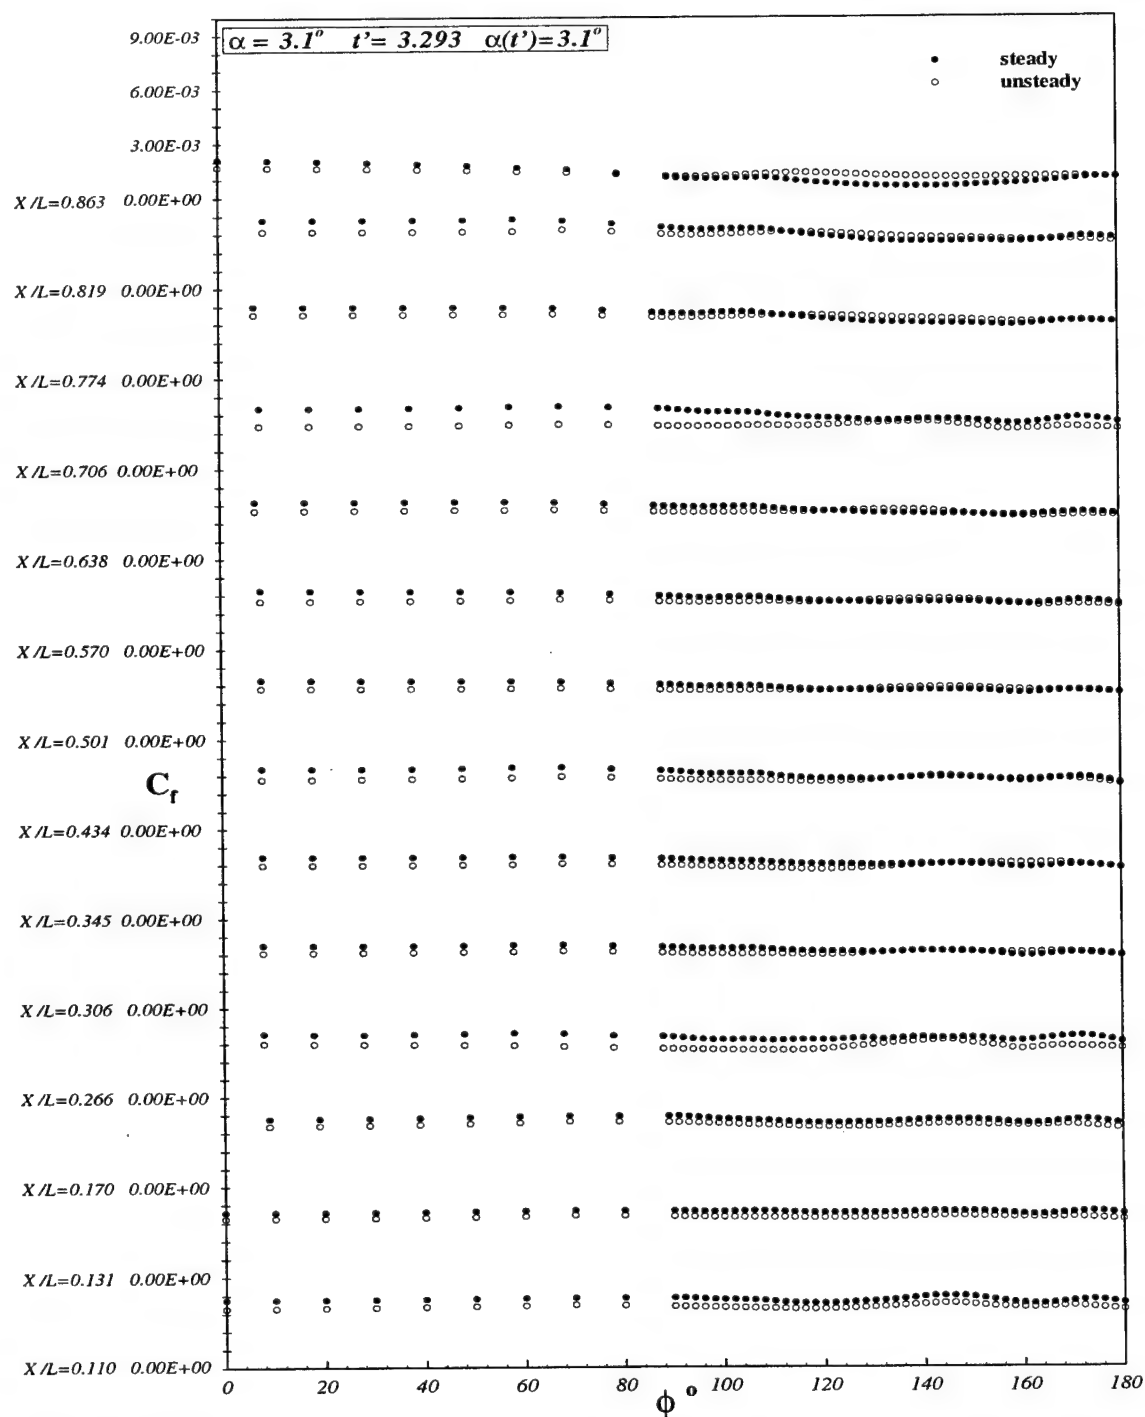 9.00E-03
α = 3.1° t'= 3.293 α(t')=3.1°
steady
6.00E-03
unsteady
3.00E-03
X/L=0.863 0.00E+00
X/L=0.819 0.00E+00
X/L=0.774 0.00E+00
X/L=0.706 0.00E+00
X/L=0.638 0.00E+00
X/L=0.570 0.00E+00
X/L=0.501 0.00E+00
Cf
X/L=0.434 0.00E+00
X/L=0.345 0.00E+00
X/L=0.306 0.00E+00
X/L=0.266 0.00E+00
X/L=0.170 0.00E+00
X/L=0.131 0.00E+00
X/L=0.110 0.00E+00
0 20 40 60 80 100 120 140 160 180
ϕ °